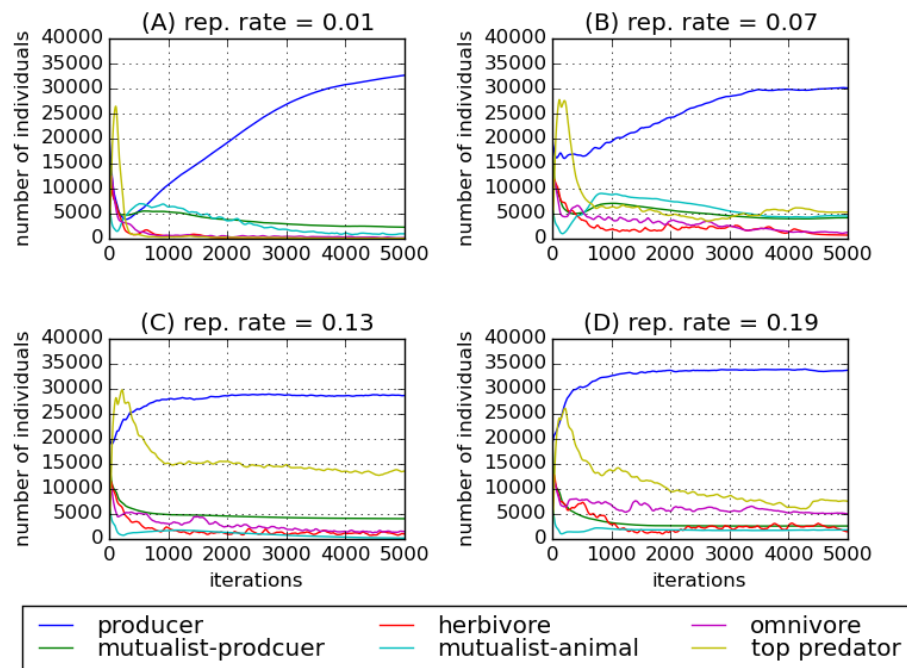 (A) rep. rate = 0.01
(B) rep. rate = 0.07
number of individuals
40000
35000
30000
25000
20000
15000
10000
5000
0
0 1000 2000 3000 4000 5000
number of individuals
40000
35000
30000
25000
20000
15000
10000
5000
0
0 1000 2000 3000 4000 5000
(C) rep. rate = 0.13
(D) rep. rate = 0.19
number of individuals
40000
35000
30000
25000
20000
15000
10000
5000
0
0 1000 2000 3000 4000 5000
iterations
number of individuals
40000
35000
30000
25000
20000
15000
10000
5000
0
0 1000 2000 3000 4000 5000
iterations
producer herbivore omnivore
mutualist-prodcuer mutualist-animal top predator